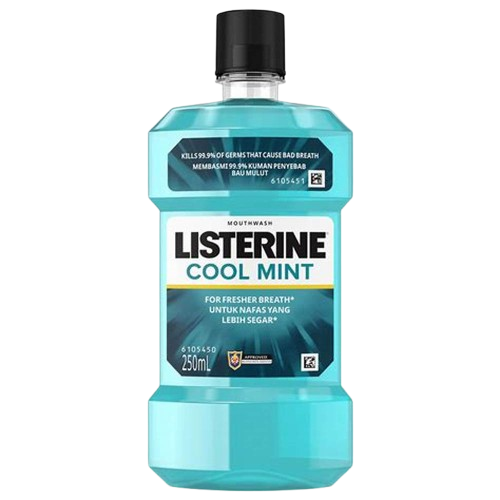 KILLS 99.9% OF GERMS THAT CAUSE BAD BREATH
MEMBASMI 99.9% KUMAN PENYEBAB
BAU MULUT
6105451
MOUTHWASH
LISTERINE
COOL MINT
FOR FRESHER BREATH*
UNTUK NAFAS YANG
LEBIH SEGAR*
6105450
250mL
APPROVED